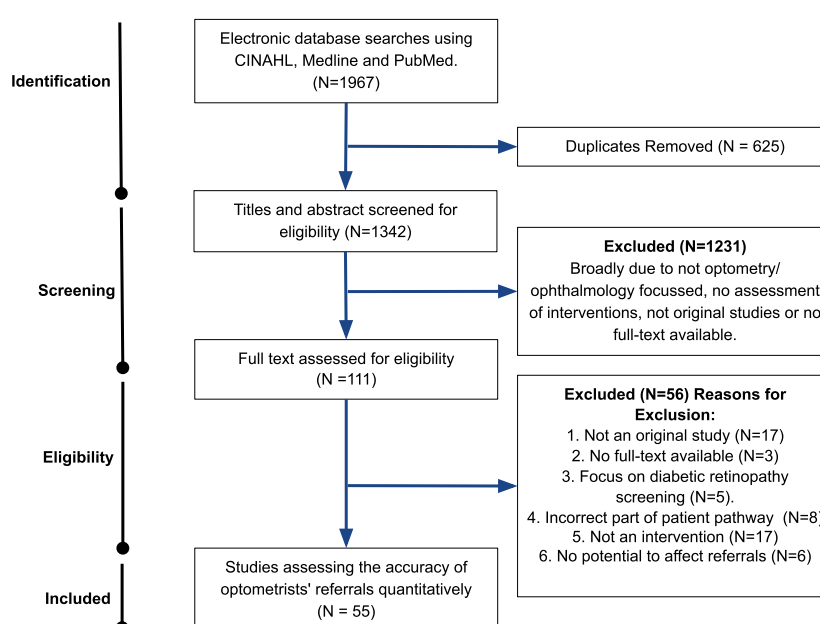 Electronic database searches using
CINAHL, Medline and PubMed.
(N=1967)
Identification
Duplicates Removed (N = 625)
Titles and abstract screened for
eligibility (N=1342)
Excluded (N=1231)
Broadly due to not optometry/
ophthalmology focussed, no assessment
of interventions, not original studies or no
full-text available.
Screening
Full text assessed for eligibility
(N =111)
Excluded (N=56) Reasons for
Exclusion:
1. Not an original study (N=17)
2. No full-text available (N=3)
3. Focus on diabetic retinopathy
screening (N=5).
4. Incorrect part of patient pathway (N=8)
5. Not an intervention (N=17)
6. No potential to affect referrals (N=6)
Eligibility
Studies assessing the accuracy of
optometrists' referrals quantitatively
(N = 55)
Included